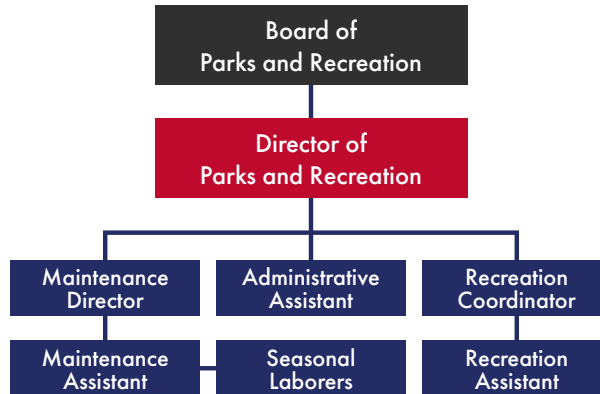 Board of
Parks and Recreation
Director of
Parks and Recreation
Maintenance
Director
Administrative
Assistant
Recreation
Coordinator
Maintenance
Assistant
Seasonal
Laborers
Recreation
Assistant